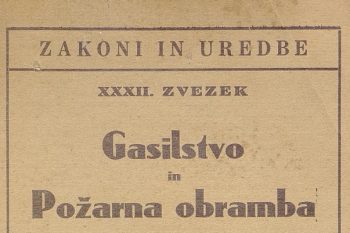 ZAKONI IN UREDBE
XXXII. ZVEZEK
Gasilstvo
in
Požarna obramba